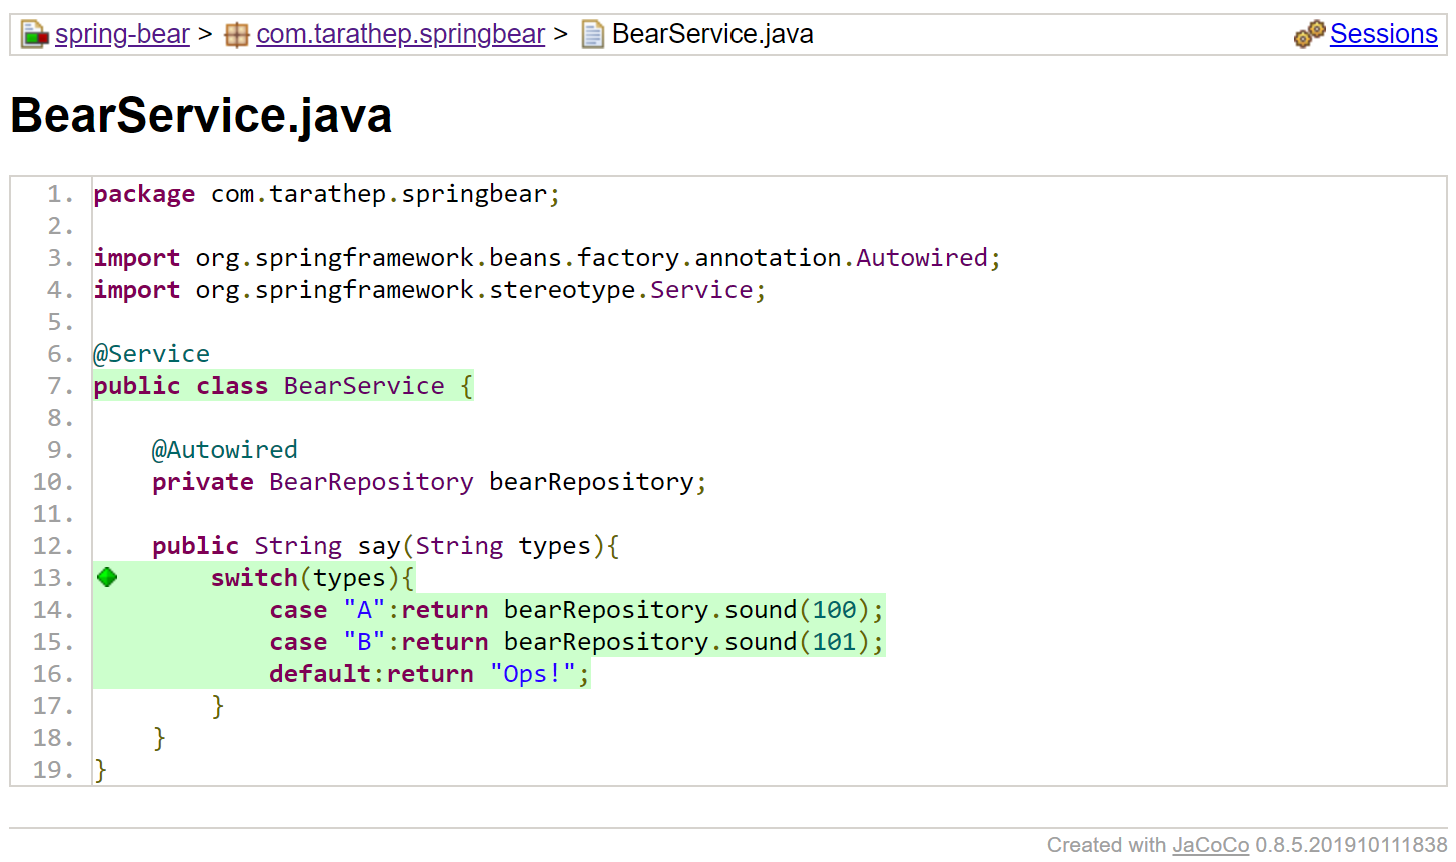 spring-bear > com.tarathep.springbear > BearService.java Sessions
BearService.java
1. package com.tarathep.springbear;
2.
3. import org.springframework.beans.factory.annotation.Autowired;
4. import org.springframework.stereotype.Service;
5.
6. @Service
7. public class BearService {
8.
9.     @Autowired
10.     private BearRepository bearRepository;
11.
12.     public String say(String types){
13.         switch(types){
14.             case "A":return bearRepository.sound(100);
15.             case "B":return bearRepository.sound(101);
16.             default:return "Ops!";
17.         }
18.     }
19. }
Created with JaCoCo 0.8.5.201910111838